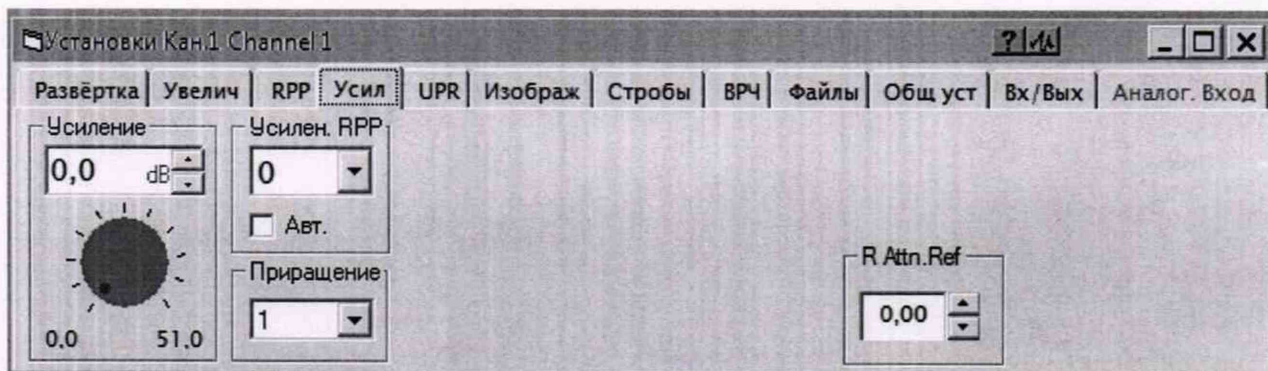 Установки Кан.1 Channel 1
Развёртка Увелич RPP Усил UPR Изображ Стробы ВРЧ Файлы Общ уст Вх/Вых Аналог. Вход
Усиление
0,0 dB
0.0 51.0
Усилен. RPP
0
Авт.
Приращение
1
R Attn.Ref
0,00